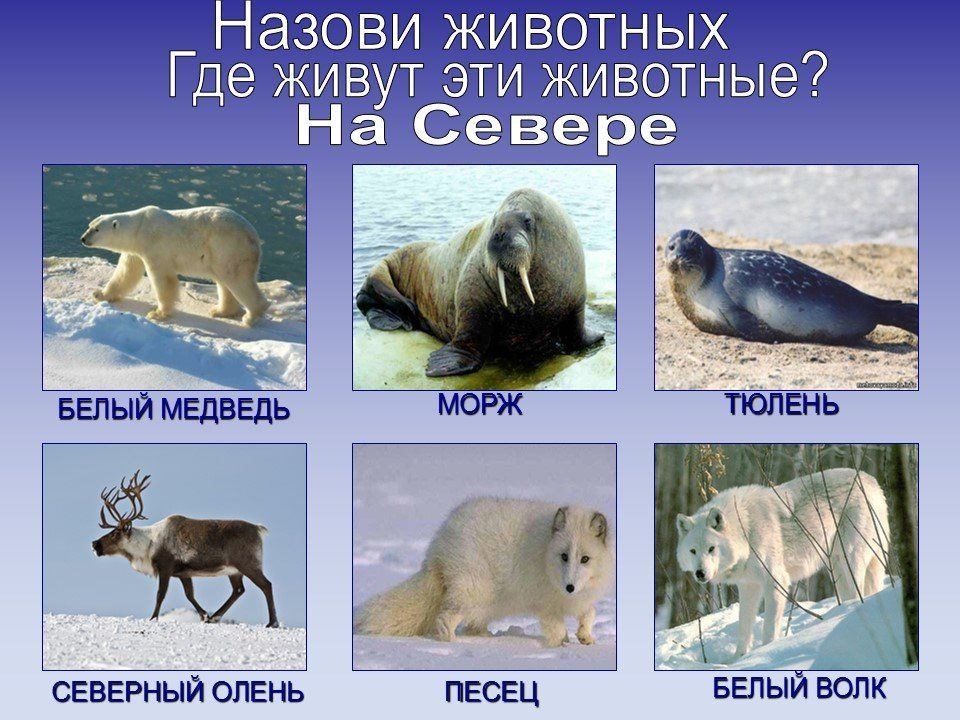 Назови животных
Где живут эти животные?
На Севере
БЕЛЫЙ МЕДВЕДЬ
МОРЖ
ТЮЛЕНЬ
СЕВЕРНЫЙ ОЛЕНЬ
ПЕСЕЦ
БЕЛЫЙ ВОЛК